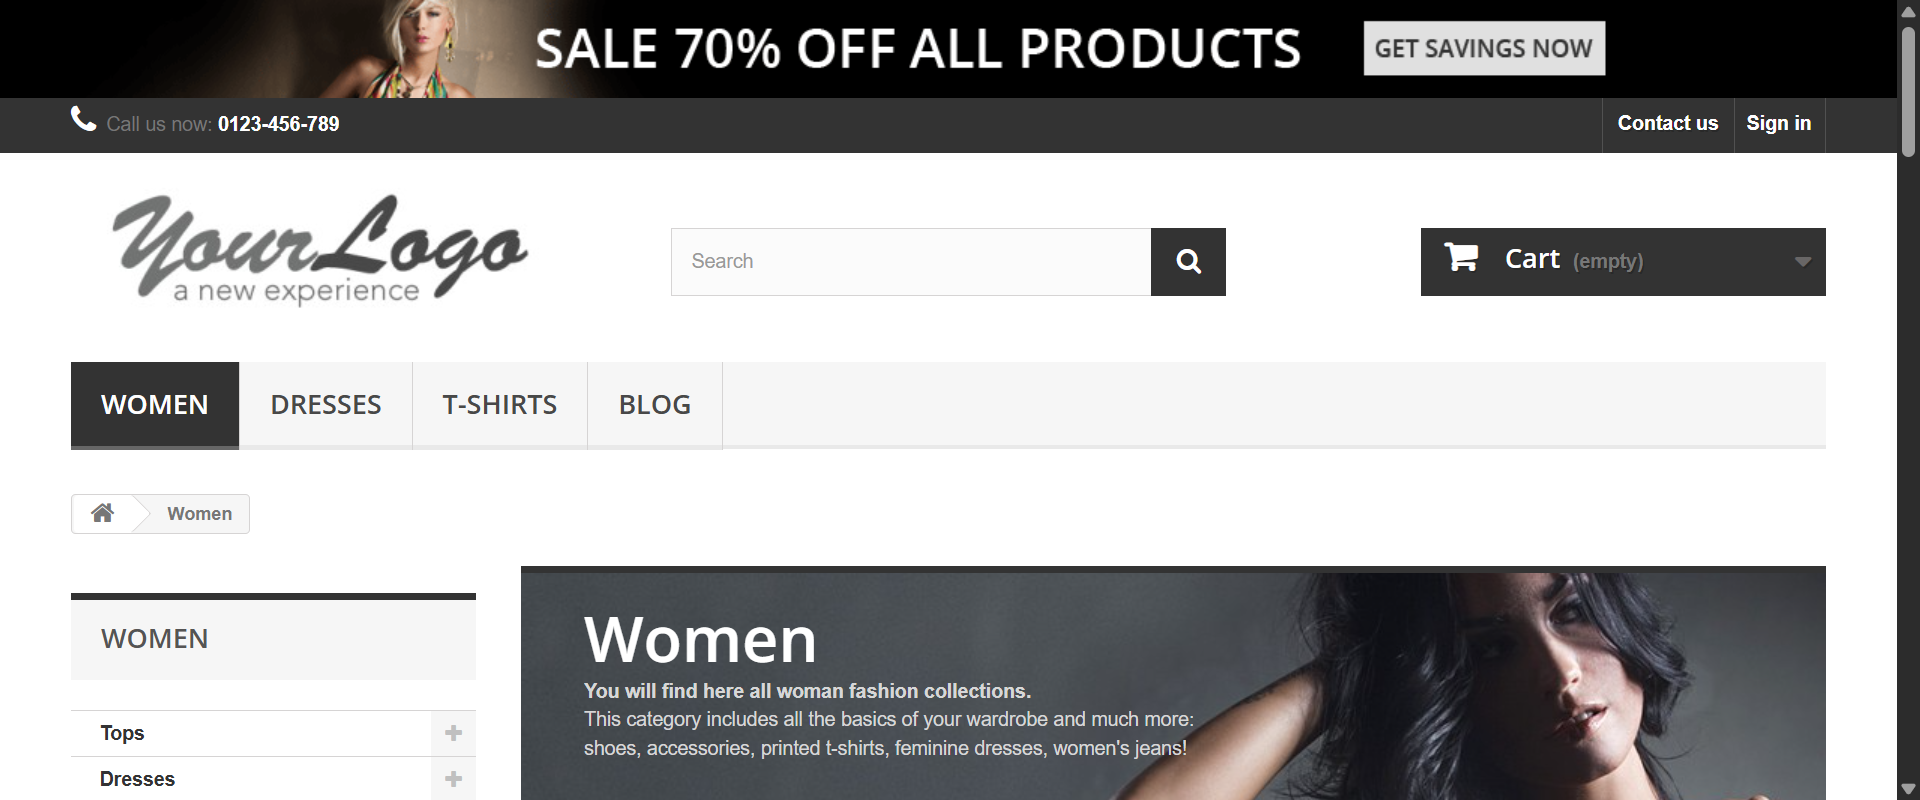 SALE 70% OFF ALL PRODUCTS
GET SAVINGS NOW
Call us now: 0123-456-789
Contact us
Sign in
YourLogo
a new experience
Search
Cart (empty)
WOMEN
DRESSES
T-SHIRTS
BLOG
Women
WOMEN
Tops
Dresses
Women
You will find here all woman fashion collections.
This category includes all the basics of your wardrobe and much more:
shoes, accessories, printed t-shirts, feminine dresses, women's jeans!